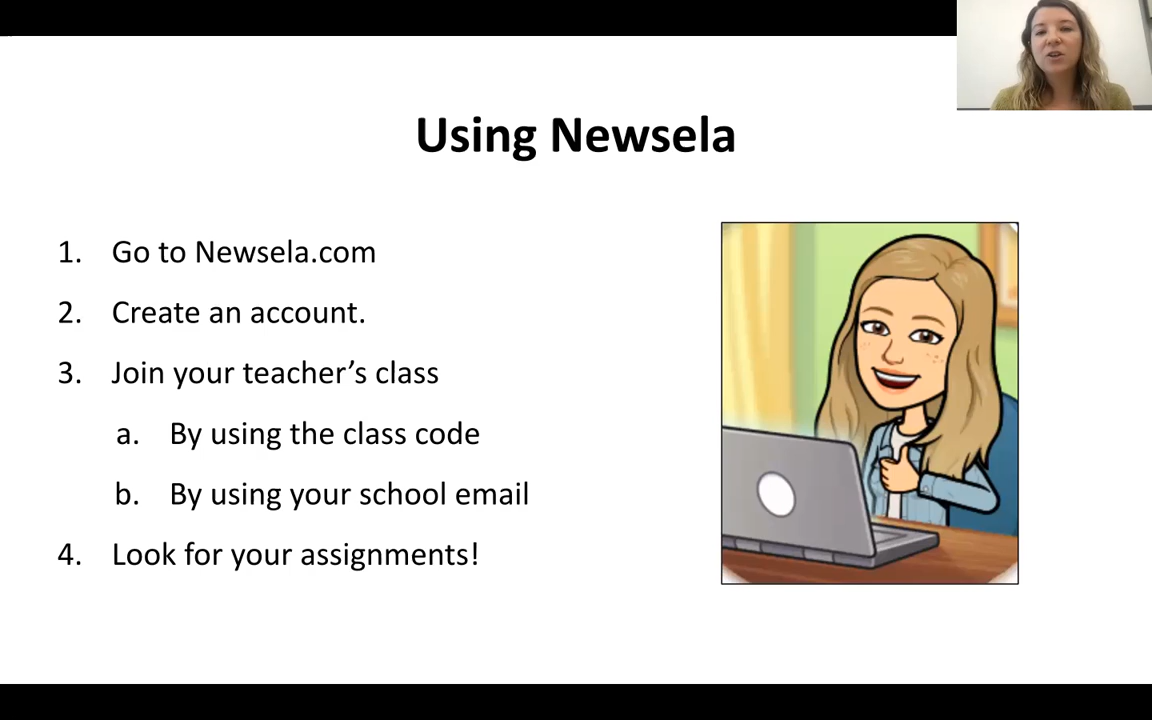 Using Newsela
1. Go to Newsela.com
2. Create an account.
3. Join your teacher’s class
a. By using the class code
b. By using your school email
4. Look for your assignments!